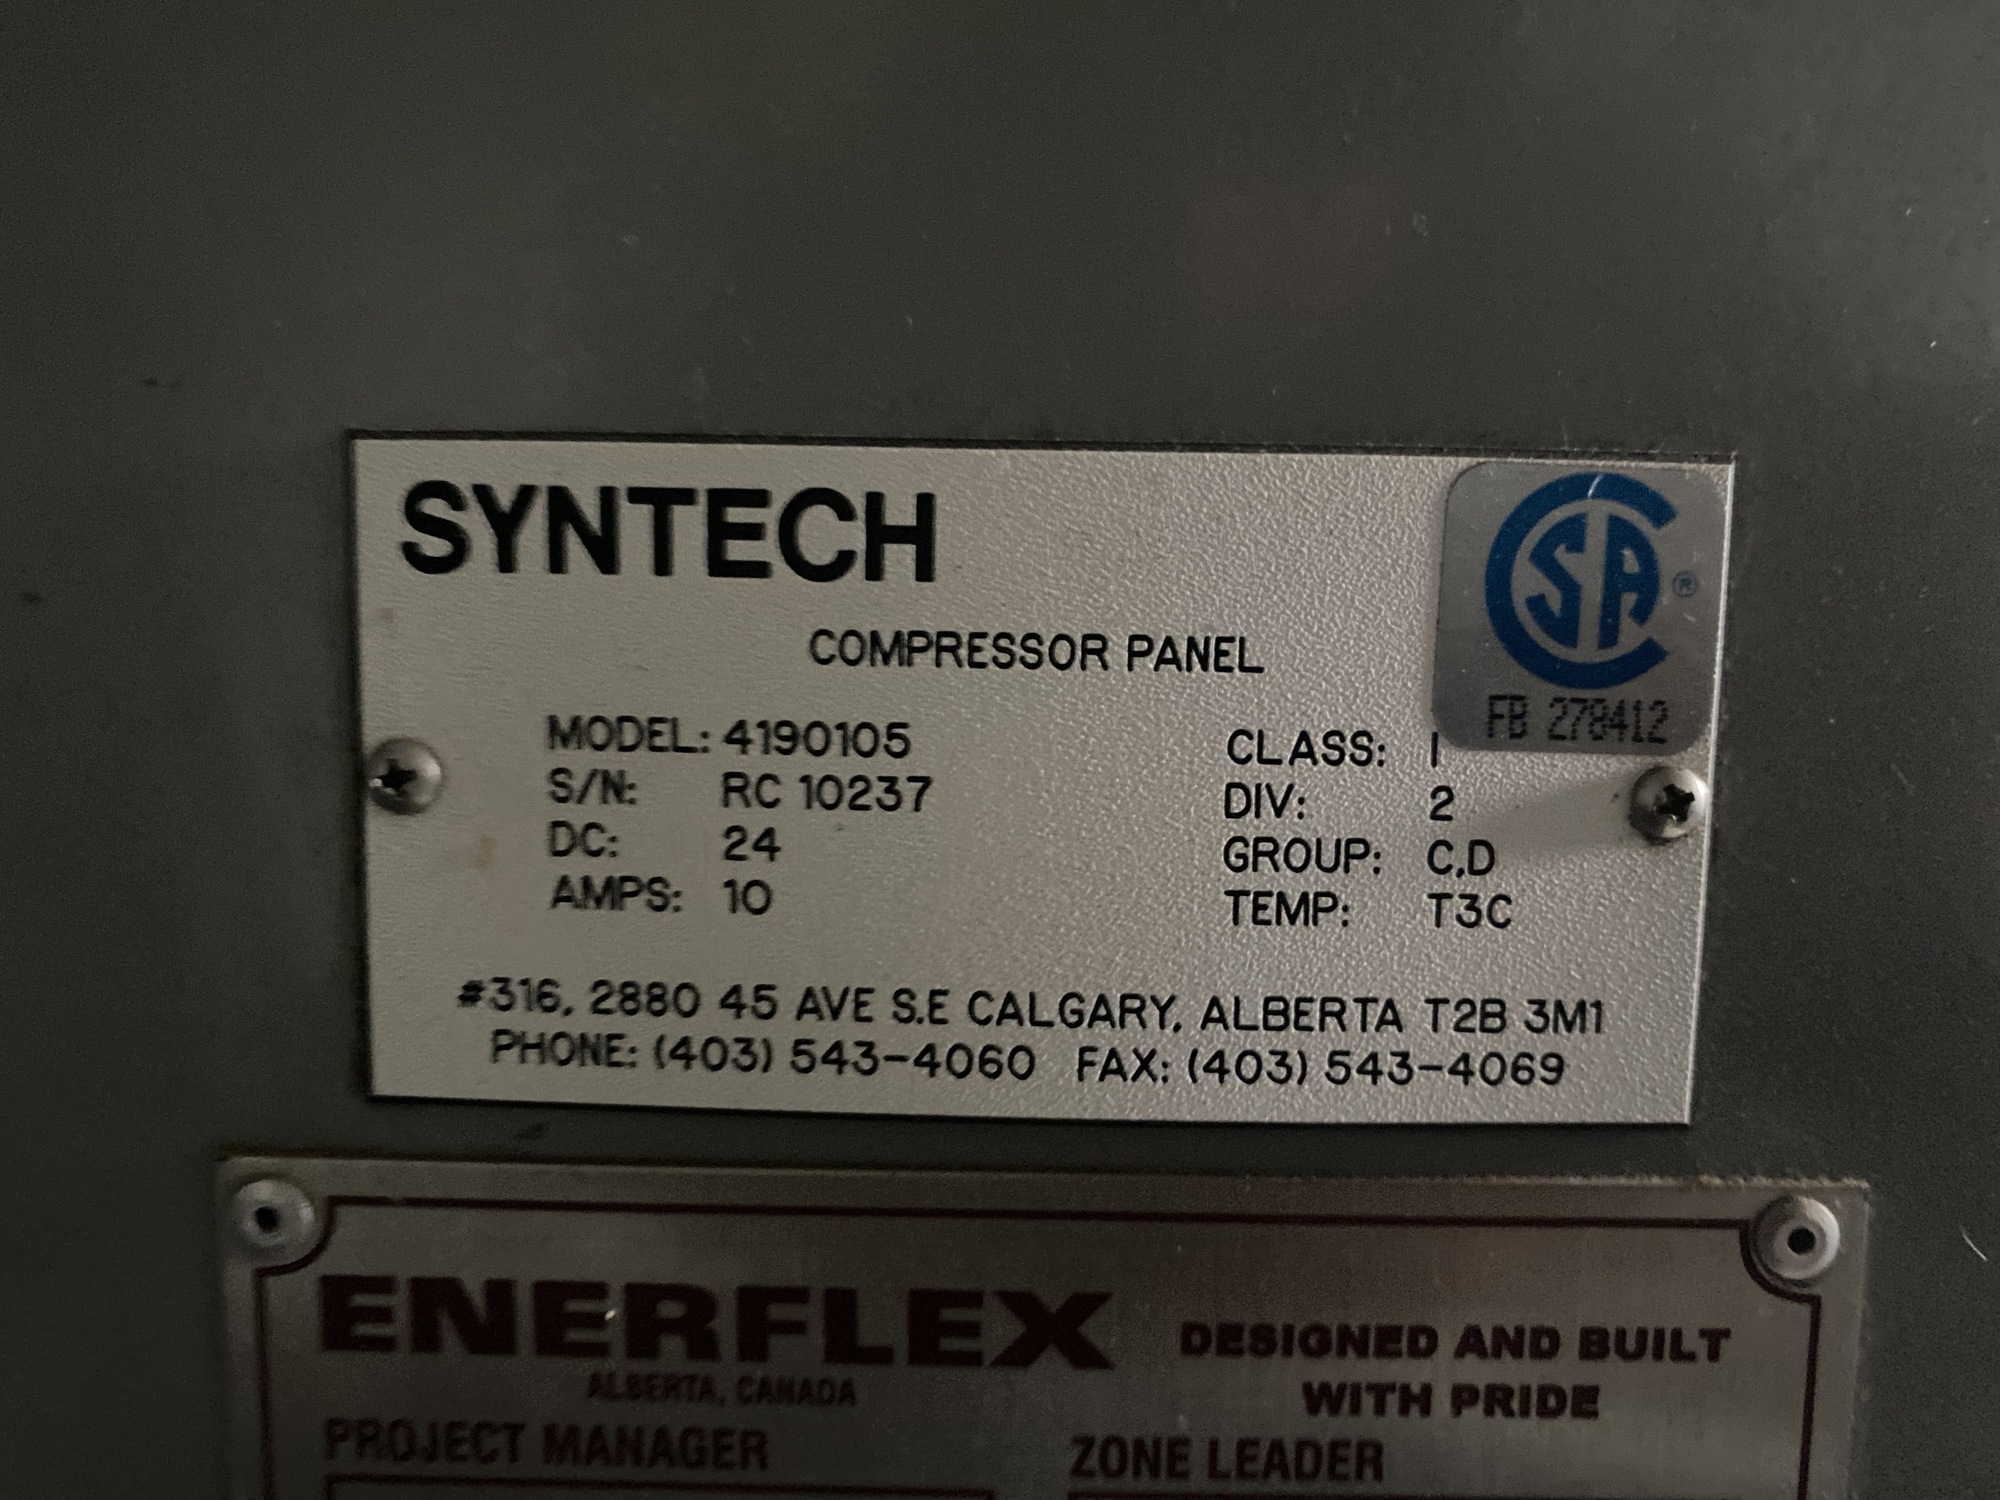 SYNTECH
CSA ®
FB 278412
COMPRESSOR PANEL
MODEL: 4190105
S/N: RC 10237
DC: 24
AMPS: 10
CLASS: I
DIV: 2
GROUP: C,D
TEMP: T3C
#316, 2880 45 AVE S.E CALGARY, ALBERTA T2B 3M1
PHONE: (403) 543-4060 FAX: (403) 543-4069
ENERFLEX
ALBERTA, CANADA
DESIGNED AND BUILT
WITH PRIDE
PROJECT MANAGER
ZONE LEADER